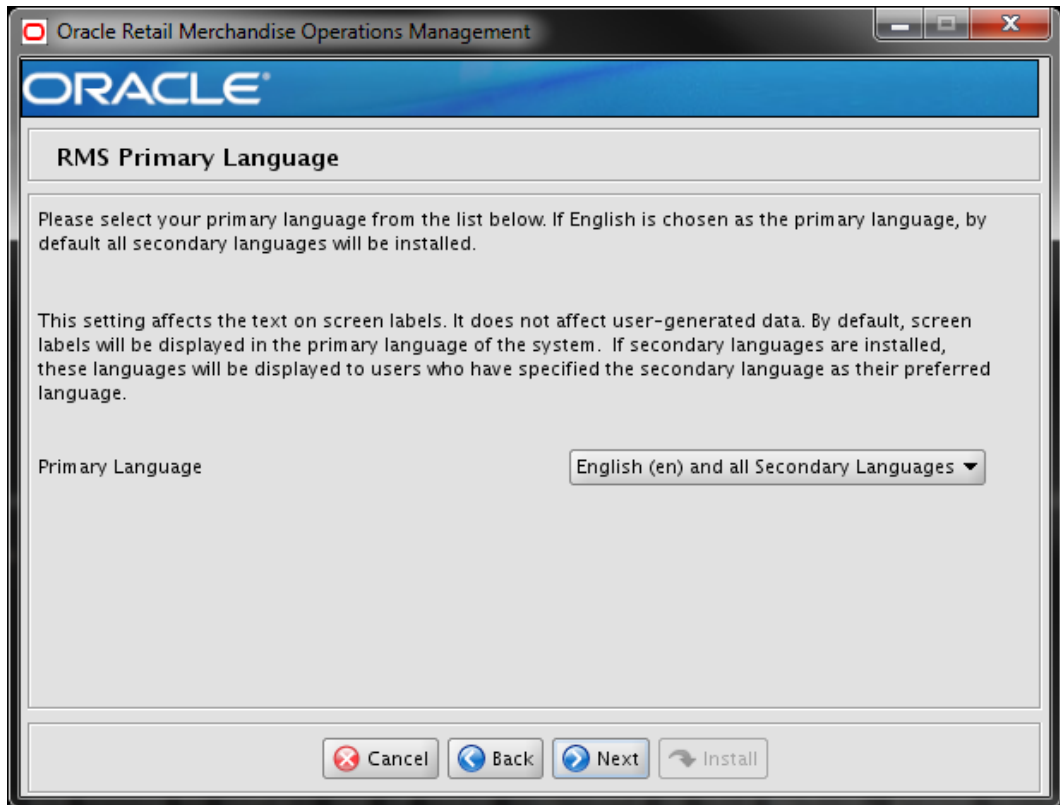 Oracle Retail Merchandise Operations Management
ORACLE®
RMS Primary Language
Please select your primary language from the list below. If English is chosen as the primary language, by
default all secondary languages will be installed.
This setting affects the text on screen labels. It does not affect user-generated data. By default, screen
labels will be displayed in the primary language of the system.  If secondary languages are installed,
these languages will be displayed to users who have specified the secondary language as their preferred
language.
Primary Language English (en) and all Secondary Languages
Cancel Back Next Install